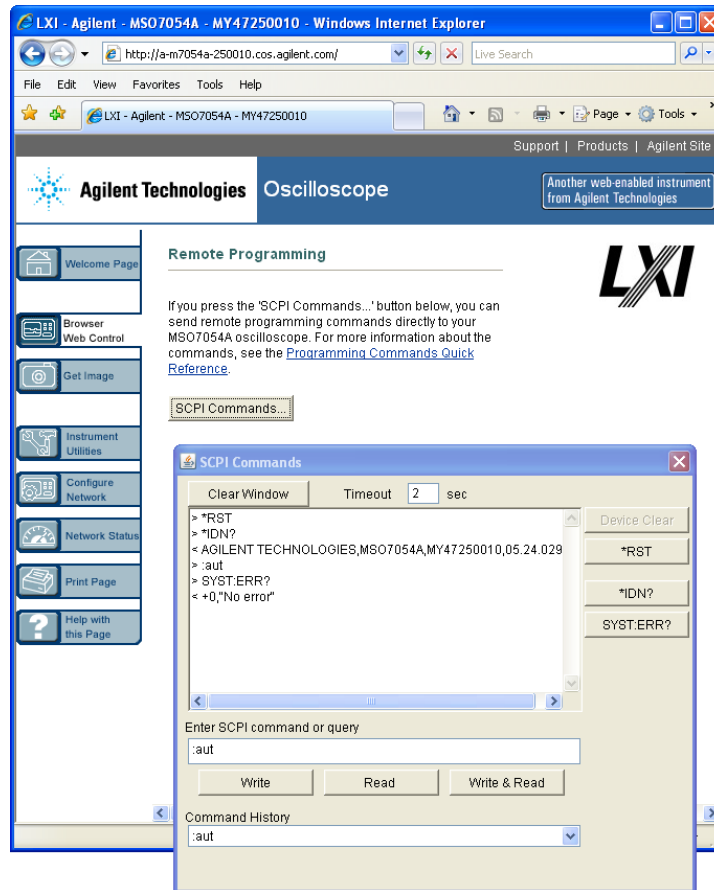 LXI - Agilent - MSO7054A - MY47250010 - Windows Internet Explorer
http://a-m7054a-250010.cos.agilent.com/
Live Search
File Edit View Favorites Tools Help
LXI - Agilent - MSO7054A - MY47250010
Page Tools
Support | Products | Agilent Site
Agilent Technologies
Oscilloscope
Another web-enabled instrument
from Agilent Technologies
Welcome Page
Browser
Web Control
Get Image
Instrument
Utilities
Configure
Network
Network Status
Print Page
Help with
this Page
Remote Programming
LXI
If you press the 'SCPI Commands...' button below, you can
send remote programming commands directly to your
MSO7054A oscilloscope. For more information about the
commands, see the Programming Commands Quick
Reference.
SCPI Commands...
SCPI Commands
Clear Window
Timeout 2 sec
> *RST
> *IDN?
< AGILENT TECHNOLOGIES,MSO7054A,MY47250010,05.24.029
> :aut
> SYST:ERR?
< +0,"No error"
Device Clear
*RST
*IDN?
SYST:ERR?
Enter SCPI command or query
:aut
Write
Read
Write & Read
Command History
:aut